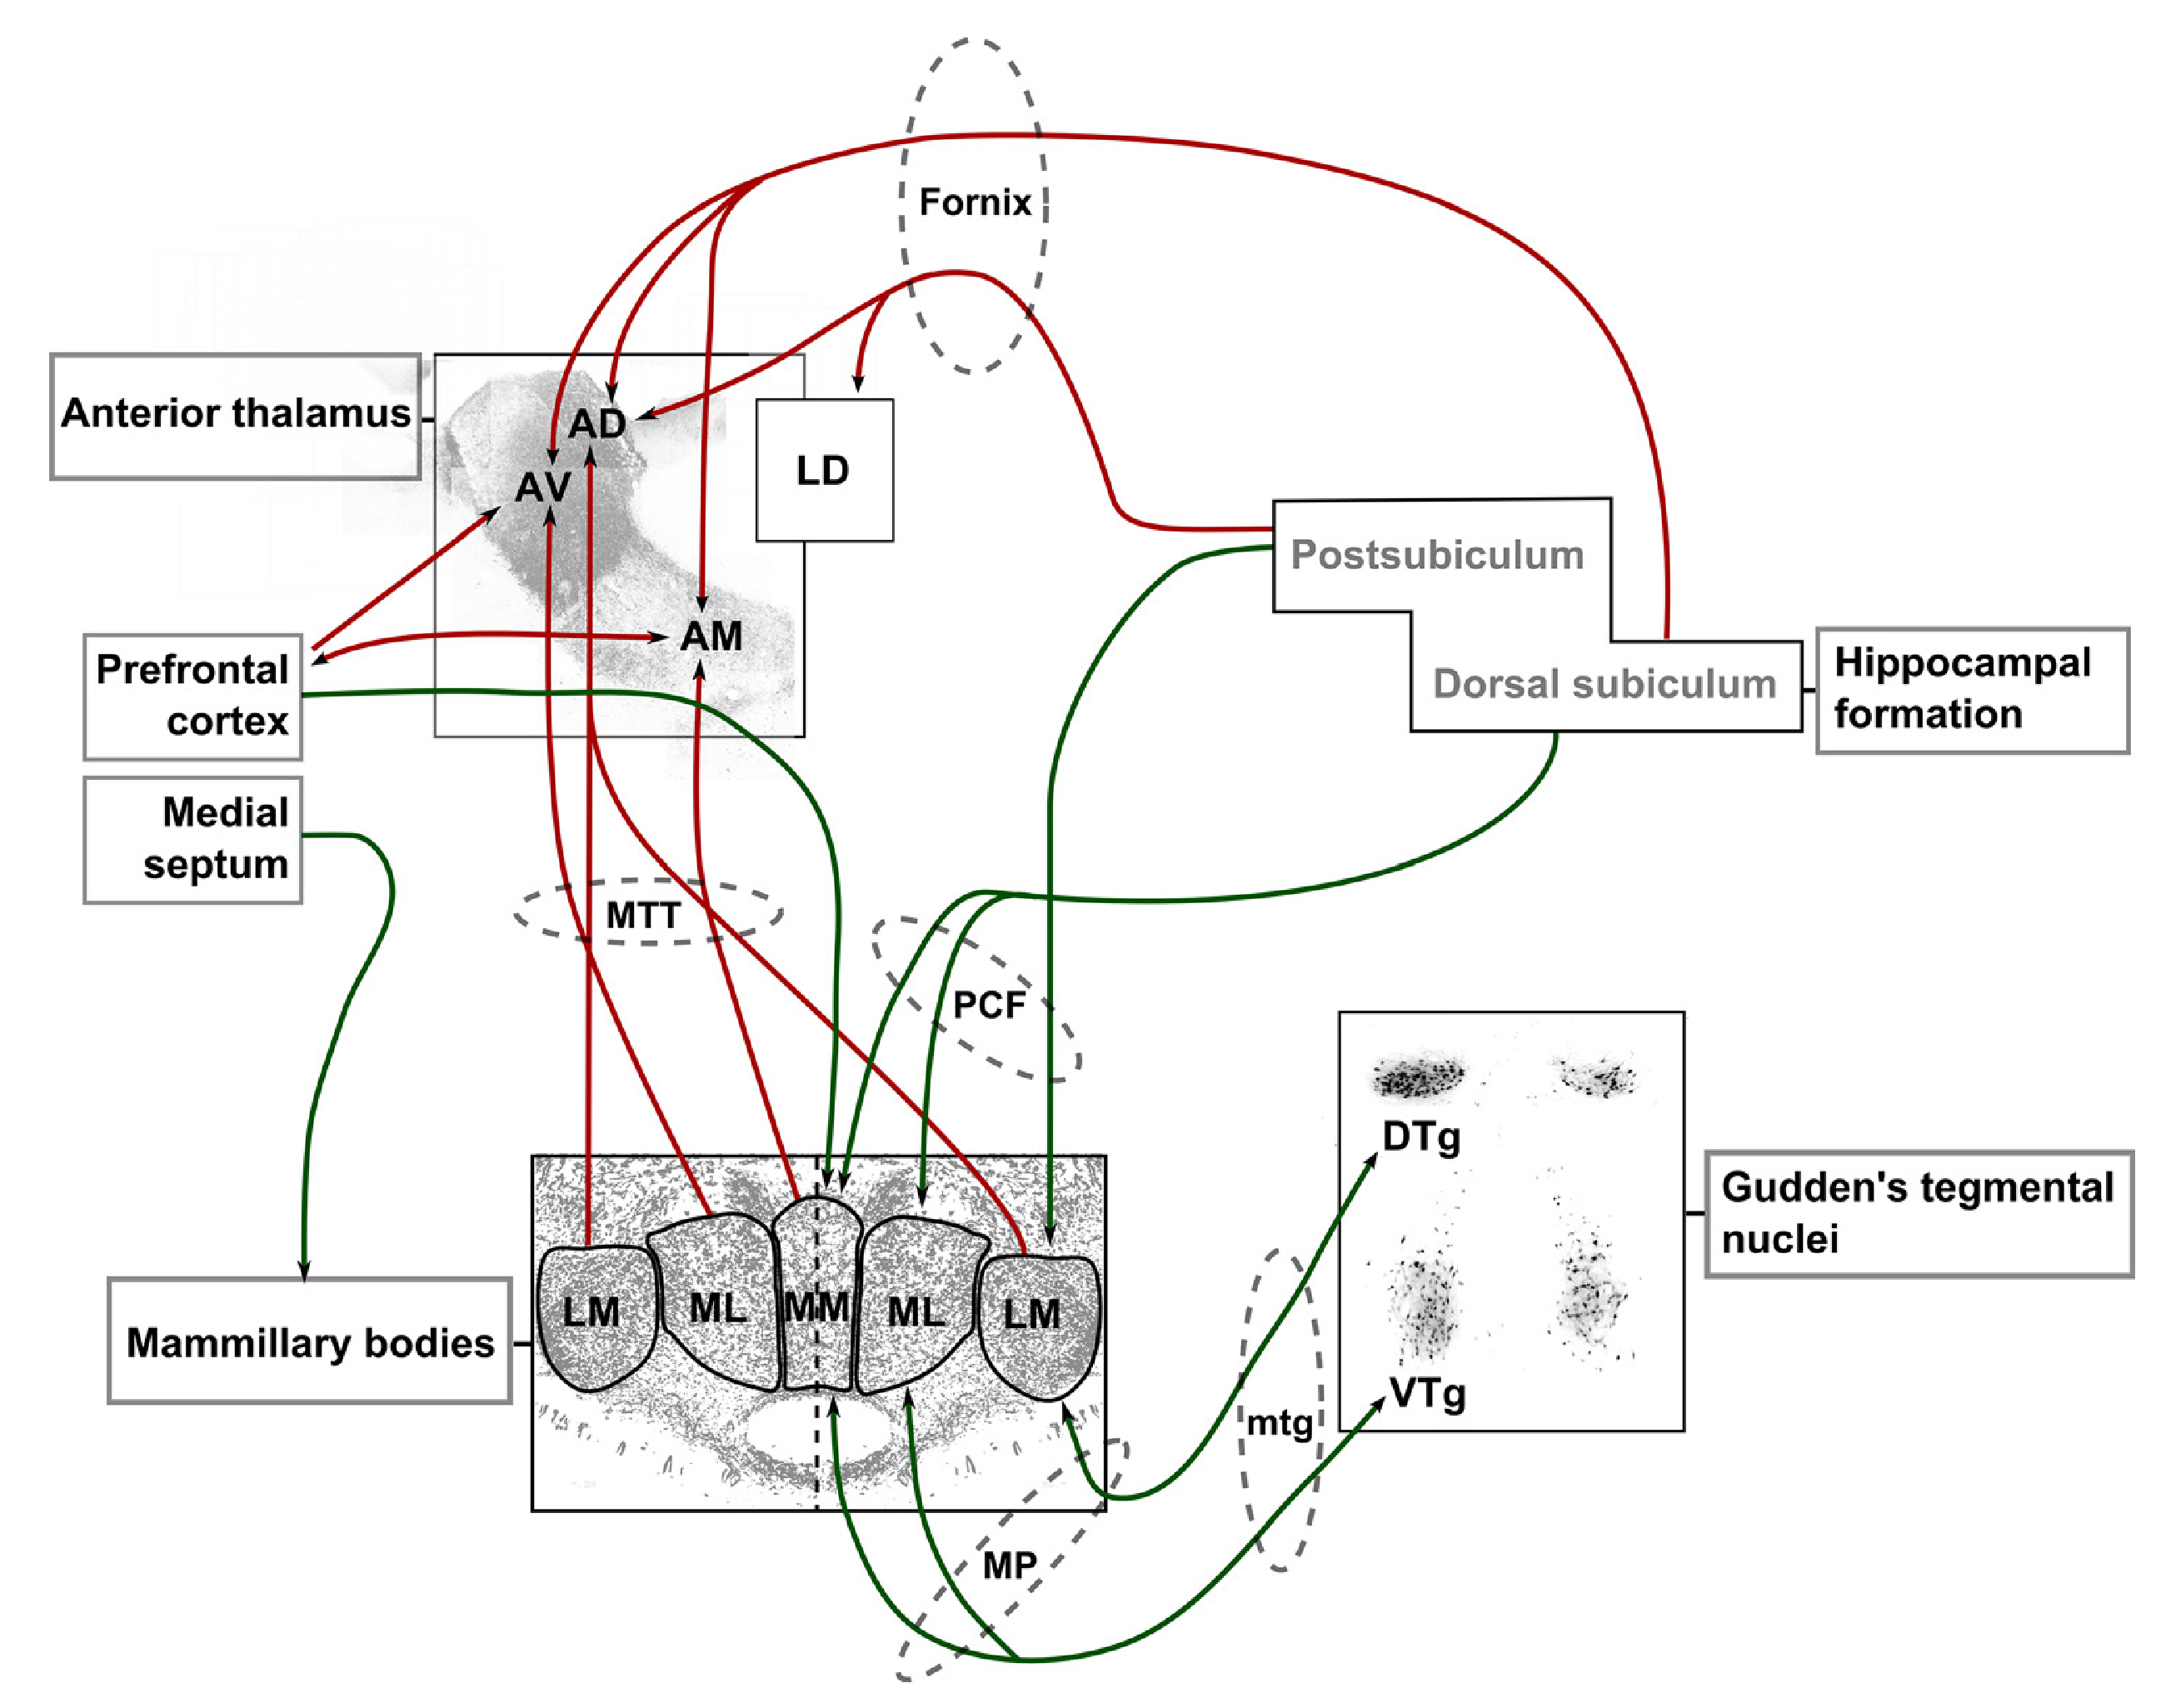 Fornix
Anterior thalamus
AD
LD
AV
Postsubiculum
AM
Prefrontal
cortex
Dorsal subiculum
Hippocampal
formation
Medial
septum
MTT
PCF
DTg
Gudden's tegmental
nuclei
LM
ML
MM
ML
LM
Mammillary bodies
VTg
mtg
MP